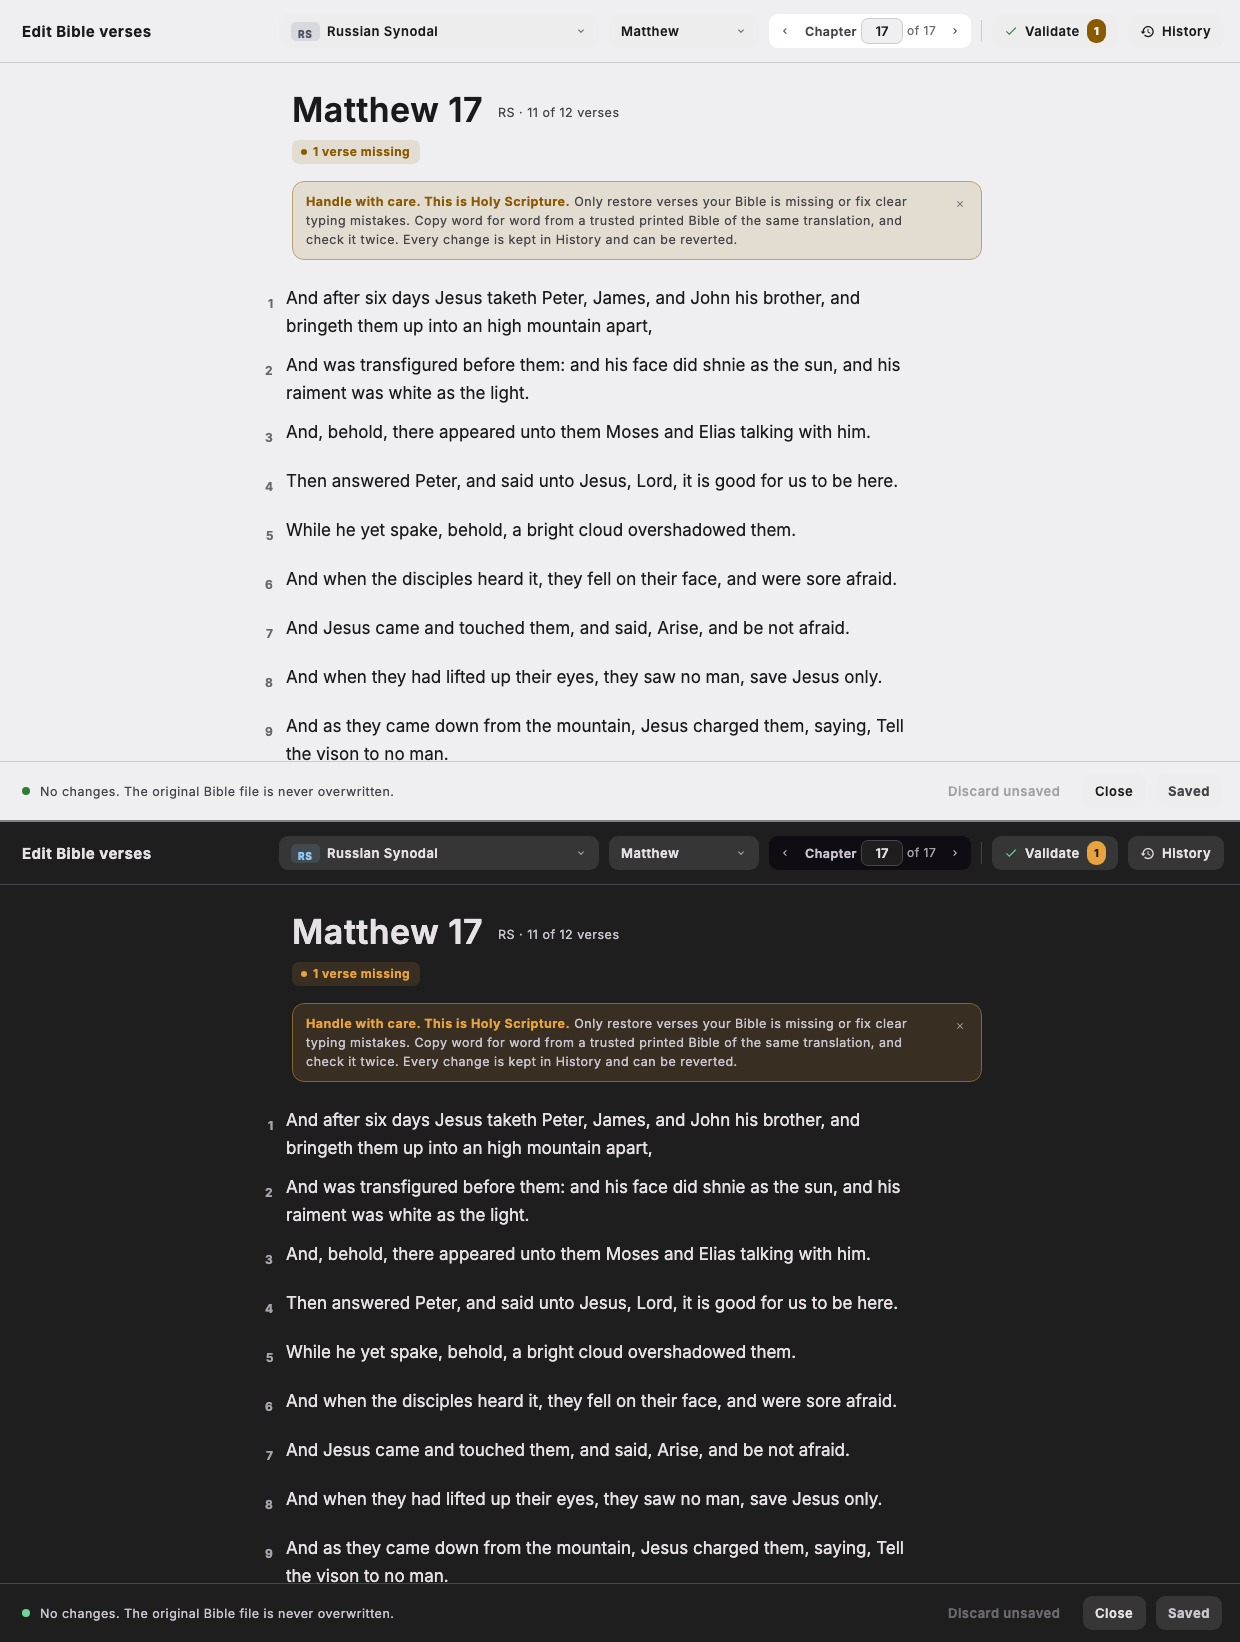 Edit Bible verses
RS Russian Synodal
Matthew
Chapter 17 of 17
Validate 1
History
Matthew 17 RS · 11 of 12 verses
1 verse missing
Handle with care. This is Holy Scripture. Only restore verses your Bible is missing or fix clear
typing mistakes. Copy word for word from a trusted printed Bible of the same translation, and
check it twice. Every change is kept in History and can be reverted.
1 And after six days Jesus taketh Peter, James, and John his brother, and
bringeth them up into an high mountain apart,
2 And was transfigured before them: and his face did shnie as the sun, and his
raiment was white as the light.
3 And, behold, there appeared unto them Moses and Elias talking with him.
4 Then answered Peter, and said unto Jesus, Lord, it is good for us to be here.
5 While he yet spake, behold, a bright cloud overshadowed them.
6 And when the disciples heard it, they fell on their face, and were sore afraid.
7 And Jesus came and touched them, and said, Arise, and be not afraid.
8 And when they had lifted up their eyes, they saw no man, save Jesus only.
9 And as they came down from the mountain, Jesus charged them, saying, Tell
the vison to no man.
No changes. The original Bible file is never overwritten.
Discard unsaved
Close
Saved
Edit Bible verses
RS Russian Synodal
Matthew
Chapter 17 of 17
Validate 1
History
Matthew 17 RS · 11 of 12 verses
1 verse missing
Handle with care. This is Holy Scripture. Only restore verses your Bible is missing or fix clear
typing mistakes. Copy word for word from a trusted printed Bible of the same translation, and
check it twice. Every change is kept in History and can be reverted.
1 And after six days Jesus taketh Peter, James, and John his brother, and
bringeth them up into an high mountain apart,
2 And was transfigured before them: and his face did shnie as the sun, and his
raiment was white as the light.
3 And, behold, there appeared unto them Moses and Elias talking with him.
4 Then answered Peter, and said unto Jesus, Lord, it is good for us to be here.
5 While he yet spake, behold, a bright cloud overshadowed them.
6 And when the disciples heard it, they fell on their face, and were sore afraid.
7 And Jesus came and touched them, and said, Arise, and be not afraid.
8 And when they had lifted up their eyes, they saw no man, save Jesus only.
9 And as they came down from the mountain, Jesus charged them, saying, Tell
the vison to no man.
No changes. The original Bible file is never overwritten.
Discard unsaved
Close
Saved